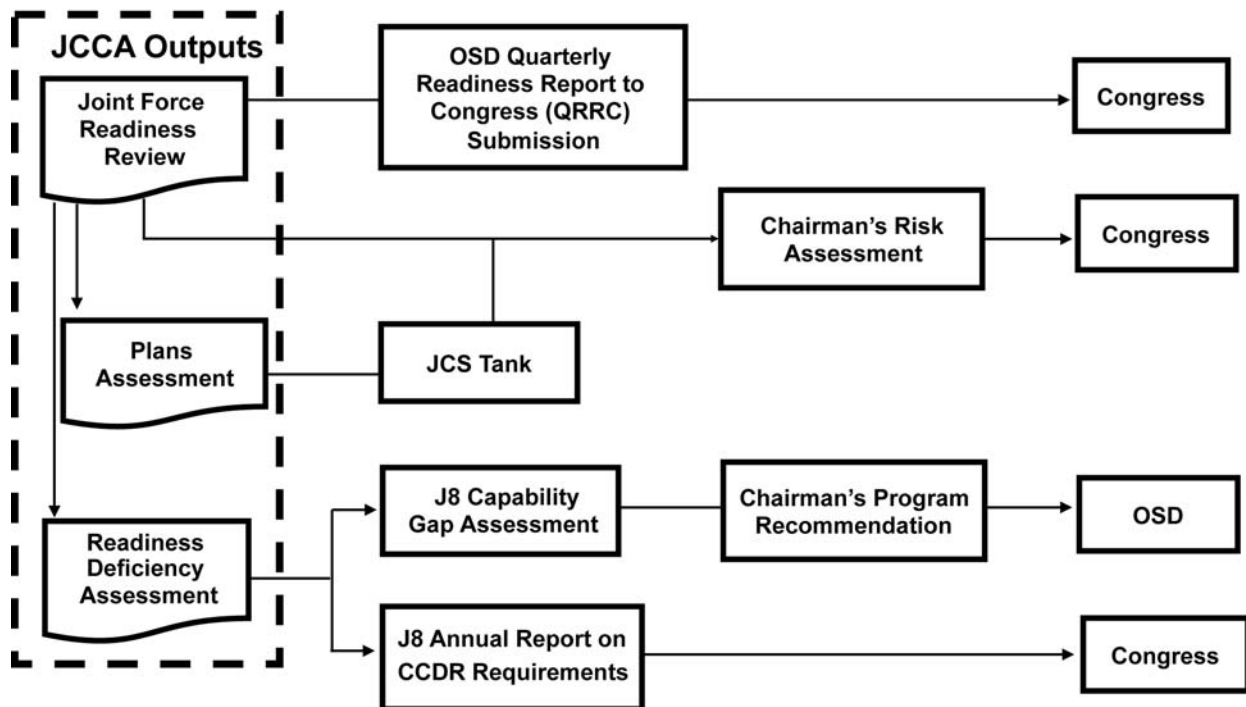 JCCA Outputs
Joint Force
Readiness
Review
OSD Quarterly
Readiness Report to
Congress (QRRC)
Submission
Congress
Chairman's Risk
Assessment
Congress
Plans
Assessment
JCS Tank
Readiness
Deficiency
Assessment
J8 Capability
Gap Assessment
Chairman's Program
Recommendation
OSD
J8 Annual Report on
CCDR Requirements
Congress